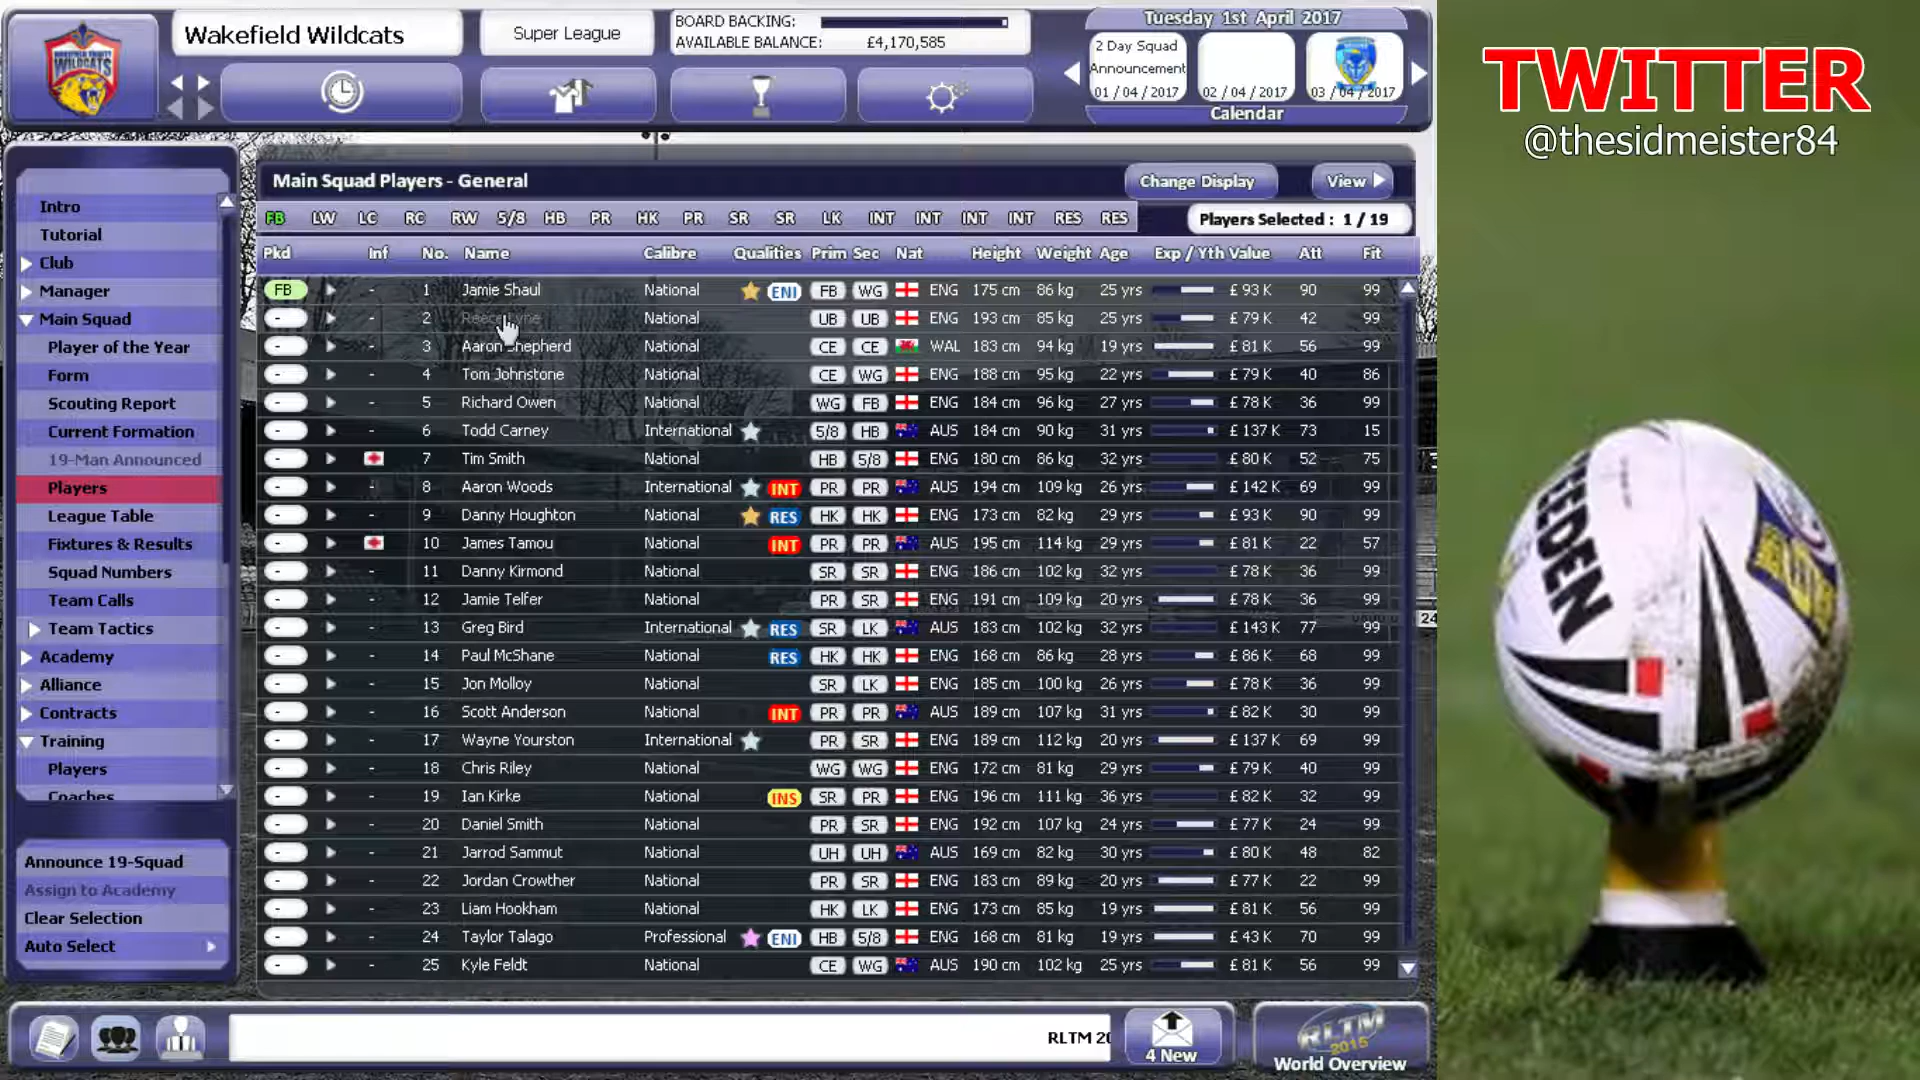 Wakefield Wildcats
Super League
BOARD BACKING:
AVAILABLE BALANCE: £4,170,585
Tuesday 1st April 2017
2 Day Squad
Announcement
01 / 04 / 2017
02 / 04 / 2017
03 / 04 / 2017
Calendar
TWITTER
@thesidmeister84
Intro
Tutorial
Club
Manager
Main Squad
Player of the Year
Form
Scouting Report
Current Formation
19-Man Announced
Players
League Table
Fixtures & Results
Squad Numbers
Team Calls
Team Tactics
Academy
Alliance
Contracts
Training
Players
Coaches
Announce 19-Squad
Assign to Academy
Clear Selection
Auto Select
Main Squad Players - General
Change Display
View
FB LW LC RC RW 5/8 HB PR HK PR SR SR LK INT INT INT INT RES RES
Players Selected : 1 / 19
Pkd Inf No. Name Calibre Qualities Prim Sec Nat Height Weight Age Exp / Yth Value Att Fit
FB - 1 Jamie Shaul National ENI FB WG ENG 175 cm 86 kg 25 yrs £ 93 K 90 99
- - 2 Reece Lyne National UB UB ENG 193 cm 85 kg 25 yrs £ 79 K 42 99
- - 3 Aaron Shepherd National CE CE WAL 183 cm 94 kg 19 yrs £ 81 K 56 99
- - 4 Tom Johnstone National CE WG ENG 188 cm 95 kg 22 yrs £ 79 K 40 86
- - 5 Richard Owen National WG FB ENG 184 cm 96 kg 27 yrs £ 78 K 36 99
- - 6 Todd Carney International 5/8 HB AUS 184 cm 90 kg 31 yrs £ 137 K 73 15
- 7 Tim Smith National HB 5/8 ENG 180 cm 86 kg 32 yrs £ 80 K 52 75
- - 8 Aaron Woods International INT PR PR AUS 194 cm 109 kg 26 yrs £ 142 K 69 99
- - 9 Danny Houghton National RES HK HK ENG 173 cm 82 kg 29 yrs £ 93 K 90 99
- 10 James Tamou National INT PR PR AUS 195 cm 114 kg 29 yrs £ 81 K 22 57
- - 11 Danny Kirmond National SR SR ENG 186 cm 102 kg 32 yrs £ 78 K 36 99
- - 12 Jamie Telfer National PR SR ENG 191 cm 109 kg 20 yrs £ 78 K 36 99
- - 13 Greg Bird International RES SR LK AUS 183 cm 102 kg 32 yrs £ 143 K 77 99
- - 14 Paul McShane National RES HK HK ENG 168 cm 86 kg 28 yrs £ 86 K 68 99
- - 15 Jon Molloy National SR LK ENG 185 cm 100 kg 26 yrs £ 78 K 36 99
- - 16 Scott Anderson National INT PR PR AUS 189 cm 107 kg 31 yrs £ 82 K 30 99
- - 17 Wayne Yourston International PR SR ENG 189 cm 112 kg 20 yrs £ 137 K 69 99
- - 18 Chris Riley National WG WG ENG 172 cm 81 kg 29 yrs £ 79 K 40 99
- - 19 Ian Kirke National INS SR PR ENG 196 cm 111 kg 36 yrs £ 82 K 32 99
- - 20 Daniel Smith National PR SR ENG 192 cm 107 kg 24 yrs £ 77 K 24 99
- - 21 Jarrod Sammut National UH UH AUS 169 cm 82 kg 30 yrs £ 80 K 48 82
- - 22 Jordan Crowther National PR SR ENG 183 cm 89 kg 20 yrs £ 77 K 22 99
- - 23 Liam Hookham National HK LK ENG 173 cm 85 kg 19 yrs £ 81 K 56 99
- - 24 Taylor Talago Professional ENI HB 5/8 ENG 168 cm 81 kg 19 yrs £ 43 K 70 99
- - 25 Kyle Feldt National CE WG AUS 190 cm 102 kg 25 yrs £ 81 K 56 99
24
RLTM 20
4 New
RLTM
2015
World Overview
STEEDEN